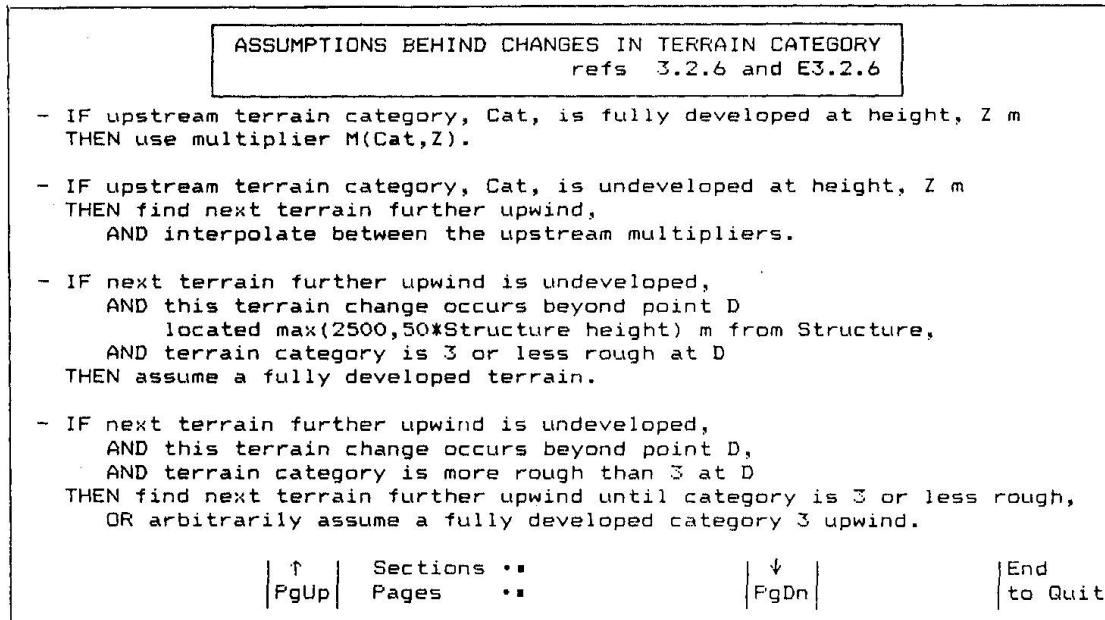 ASSUMPTIONS BEHIND CHANGES IN TERRAIN CATEGORY
refs 3.2.6 and E3.2.6
- IF upstream terrain category, Cat, is fully developed at height, Z m
THEN use multiplier M(Cat,Z).
- IF upstream terrain category, Cat, is undeveloped at height, Z m
THEN find next terrain further upwind,
AND interpolate between the upstream multipliers.
- IF next terrain further upwind is undeveloped,
AND this terrain change occurs beyond point D
located max(2500,50*Structure height) m from Structure,
AND terrain category is 3 or less rough at D
THEN assume a fully developed terrain.
- IF next terrain further upwind is undeveloped,
AND this terrain change occurs beyond point D,
AND terrain category is more rough than 3 at D
THEN find next terrain further upwind until category is 3 or less rough,
OR arbitrarily assume a fully developed category 3 upwind.
↑ Sections •▪ ↓ End
PgUp Pages •▪ PgDn to Quit